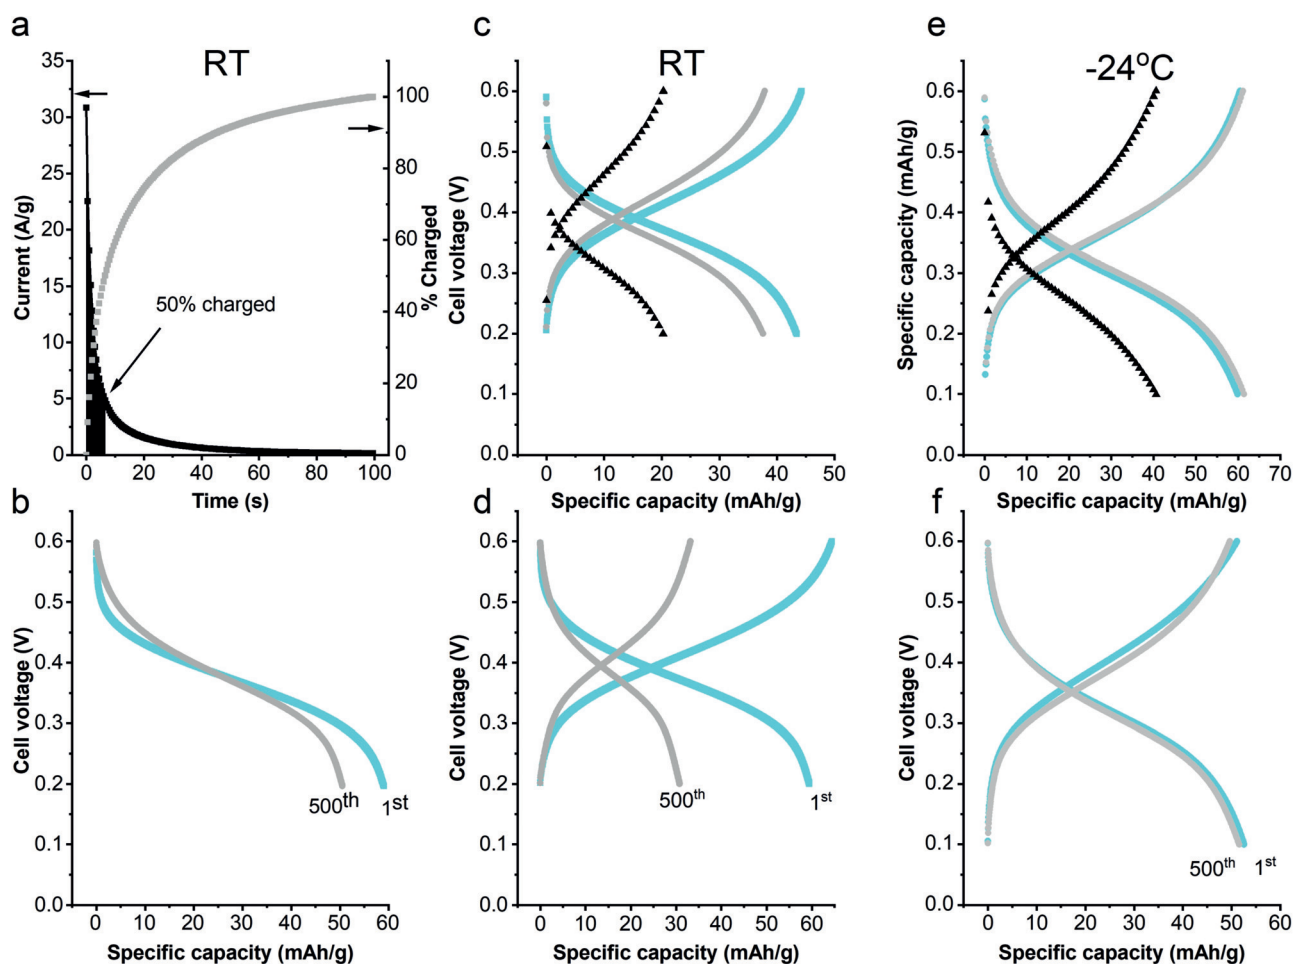 a
RT
35
30
25
20
15
10
5
0
Current (A/g)
100
80
60
40
20
0
% Charged
50% charged
0 20 40 60 80 100
Time (s)
c
RT
0.6
0.5
0.4
0.3
0.2
0.1
0.0
Cell voltage (V)
0 10 20 30 40 50
Specific capacity (mAh/g)
e
-24°C
0.6
0.5
0.4
0.3
0.2
0.1
0.0
Specific capacity (mAh/g)
0 10 20 30 40 50 60 70
Specific capacity (mAh/g)
b
0.6
0.5
0.4
0.3
0.2
0.1
0.0
Cell voltage (V)
500th 1st
0 10 20 30 40 50 60
Specific capacity (mAh/g)
d
0.6
0.5
0.4
0.3
0.2
0.1
0.0
Cell voltage (V)
500th 1st
0 10 20 30 40 50 60
Specific capacity (mAh/g)
f
0.6
0.5
0.4
0.3
0.2
0.1
0.0
Cell voltage (V)
500th 1st
0 10 20 30 40 50 60
Specific capacity (mAh/g)